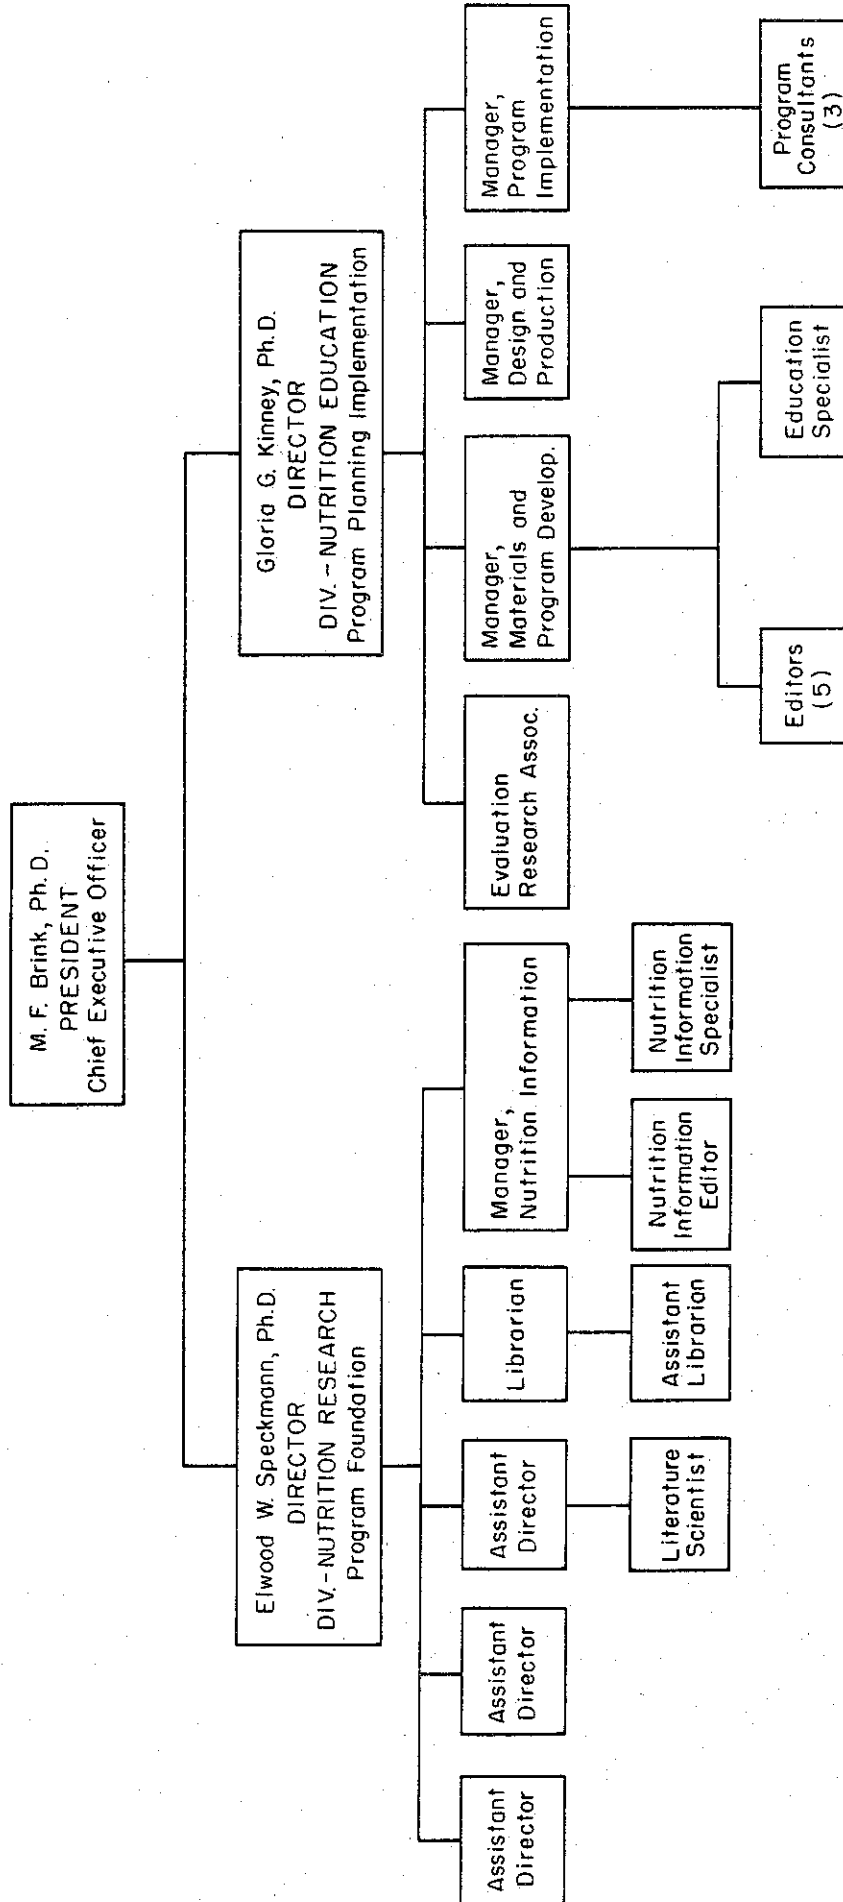 M. F. Brink, Ph. D.
PRESIDENT
Chief Executive Officer
Elwood W. Speckmann, Ph.D.
DIRECTOR
DIV.-NUTRITION RESEARCH
Program Foundation
Gloria G. Kinney, Ph.D.
DIRECTOR
DIV.-NUTRITION EDUCATION
Program Planning Implementation
Assistant
Director
Assistant
Director
Assistant
Director
Librarian
Manager,
Nutrition Information
Evaluation
Research Assoc.
Manager,
Materials and
Program Develop.
Manager,
Design and
Production
Manager,
Program
Implementation
Literature
Scientist
Assistant
Librarian
Nutrition
Information
Editor
Nutrition
Information
Specialist
Editors
(5)
Education
Specialist
Program
Consultants
(3)